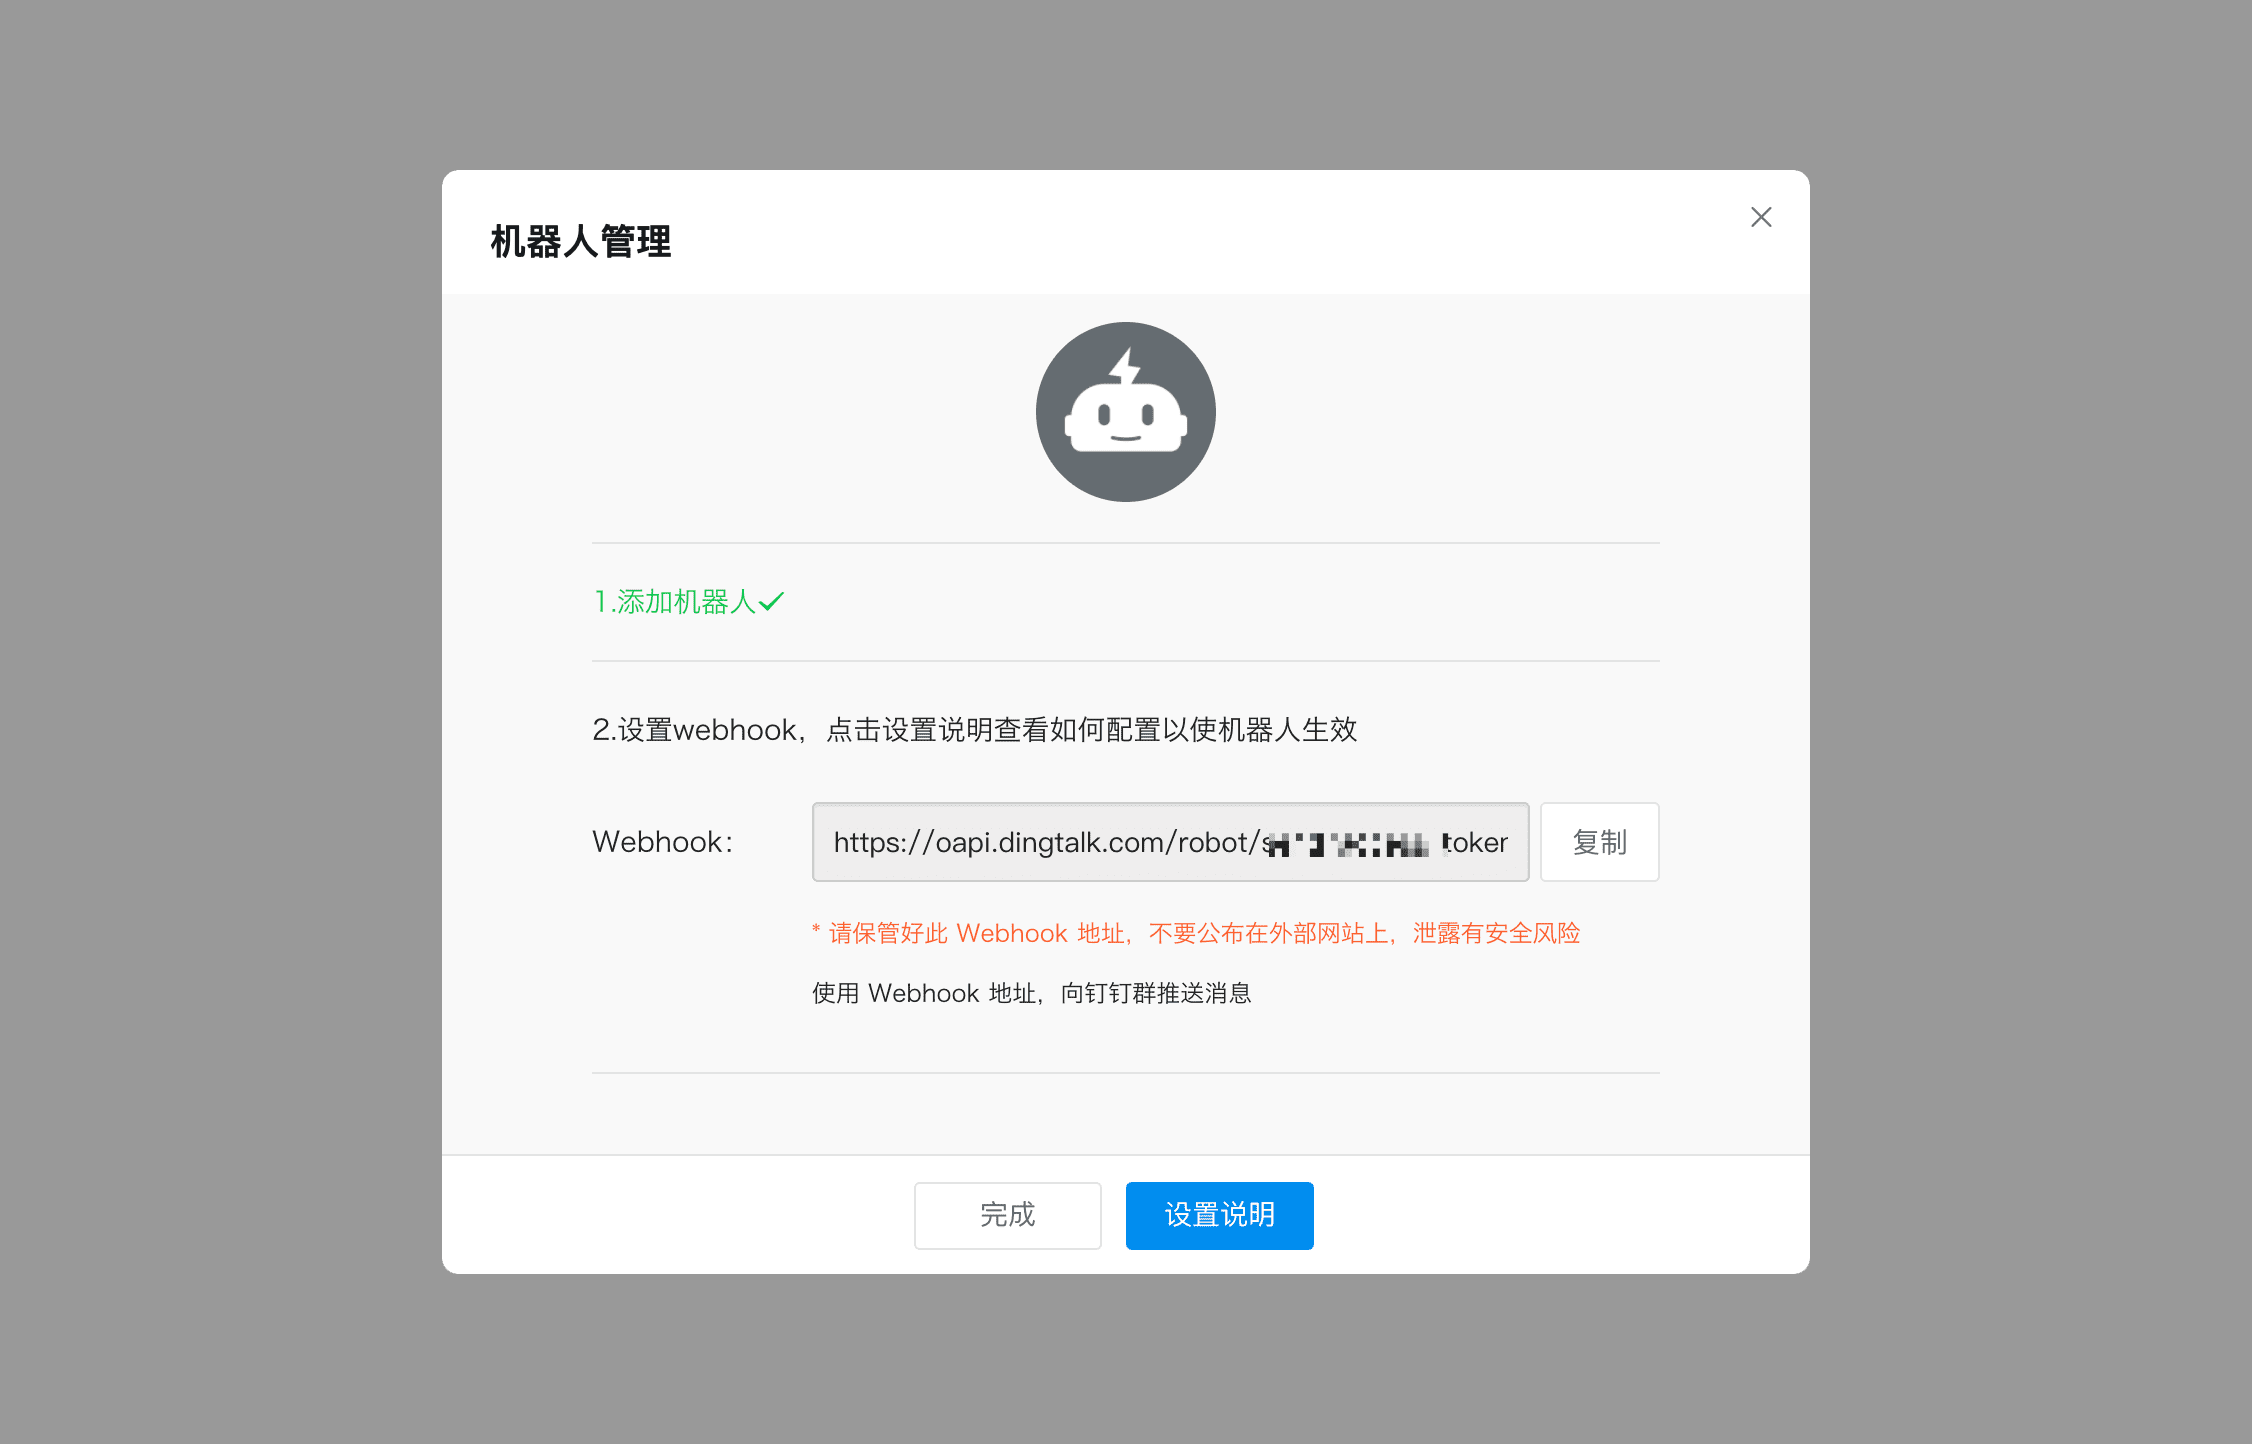 机器人管理
1.添加机器人
2.设置webhook，点击设置说明查看如何配置以使机器人生效
Webhook：
https://oapi.dingtalk.com/robot/s
复制
* 请保管好此 Webhook 地址，不要公布在外部网站上，泄露有安全风险
使用 Webhook 地址，向钉钉群推送消息
完成
设置说明